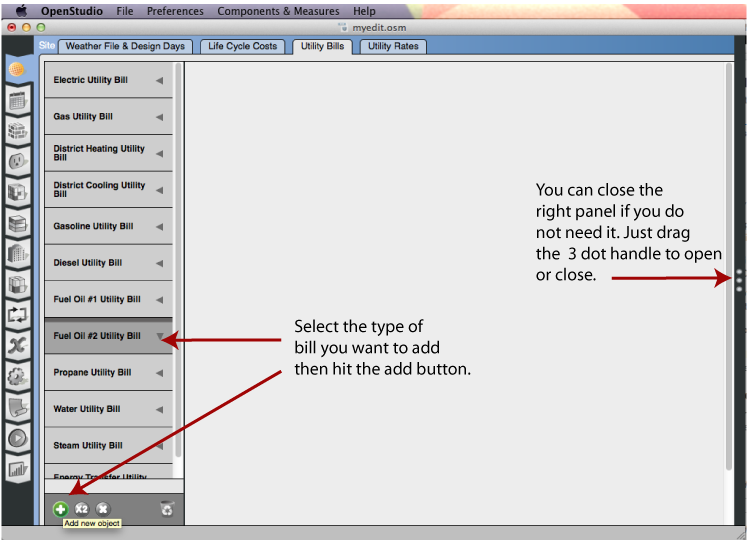 OpenStudio File Preferences Components & Measures Help
myedit.osm
Site Weather File & Design Days Life Cycle Costs Utility Bills Utility Rates
Electric Utility Bill
Gas Utility Bill
District Heating Utility
Bill
District Cooling Utility
Bill
Gasoline Utility Bill
Diesel Utility Bill
Fuel Oil #1 Utility Bill
Fuel Oil #2 Utility Bill
Propane Utility Bill
Water Utility Bill
Steam Utility Bill
Energy Transfer Utility
X2
Add new object
Select the type of
bill you want to add
then hit the add button.
You can close the
right panel if you do
not need it. Just drag
the 3 dot handle to open
or close.